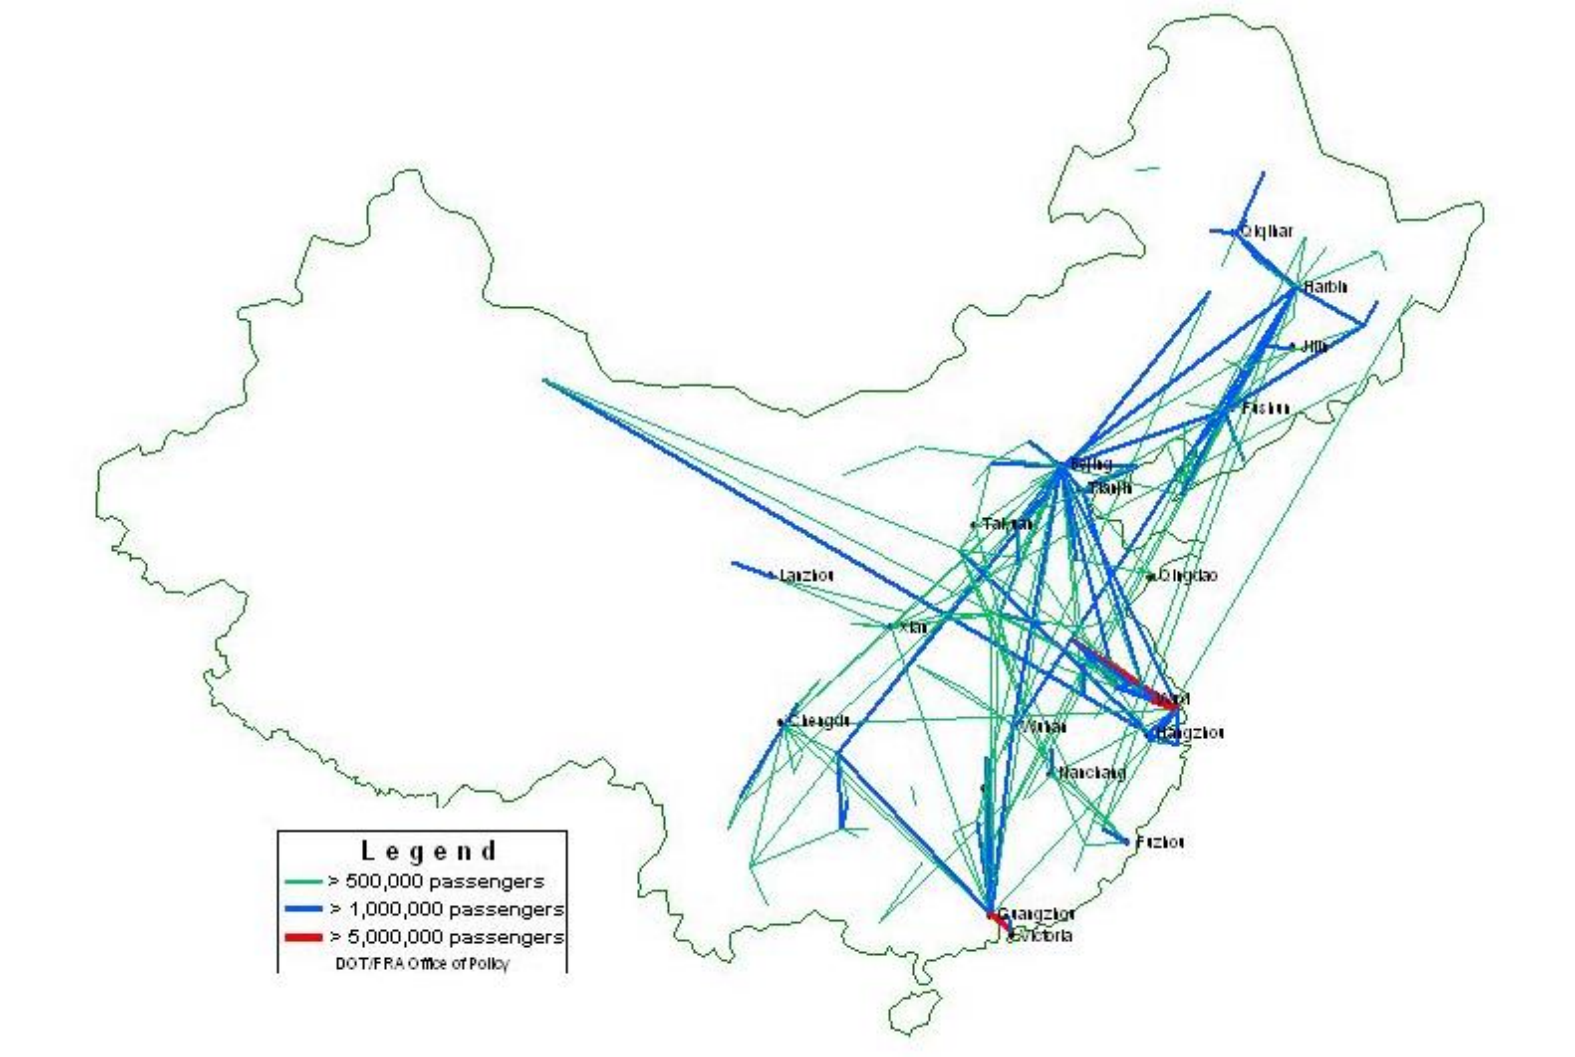 Qiqihar
Harbin
Jilin
Fushun
Beijing
Tianjin
Taiyuan
Lanzhou
Qingdao
Xian
Chengdu
Wuhan
Hangzhou
Nanchang
Fuzhou
Guangzhou
Victoria
Legend
> 500,000 passengers
> 1,000,000 passengers
> 5,000,000 passengers
DOT/FRA Office of Policy